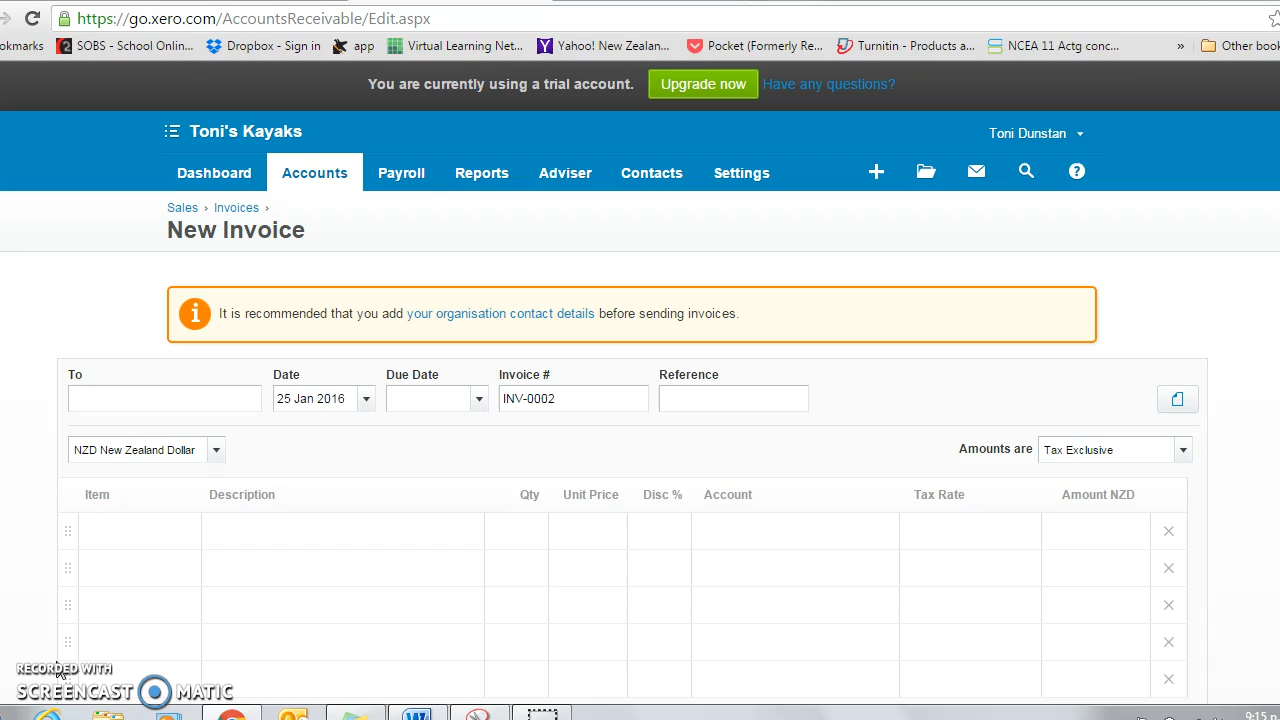 https://go.xero.com/AccountsReceivable/Edit.aspx
okmarks SOBS - School Onlin... Dropbox - Sign in app Virtual Learning Net... Yahoo! New Zealan... Pocket (Formerly Re... Turnitin - Products a... NCEA 11 Actg conc... » Other book
You are currently using a trial account. Upgrade now Have any questions?
Toni's Kayaks Toni Dunstan
Dashboard Accounts Payroll Reports Adviser Contacts Settings
Sales › Invoices ›
New Invoice
It is recommended that you add your organisation contact details before sending invoices.
To Date Due Date Invoice # Reference
25 Jan 2016 INV-0002
NZD New Zealand Dollar Amounts are Tax Exclusive
Item Description Qty Unit Price Disc % Account Tax Rate Amount NZD
RECORDED WITH
SCREENCAST MATIC